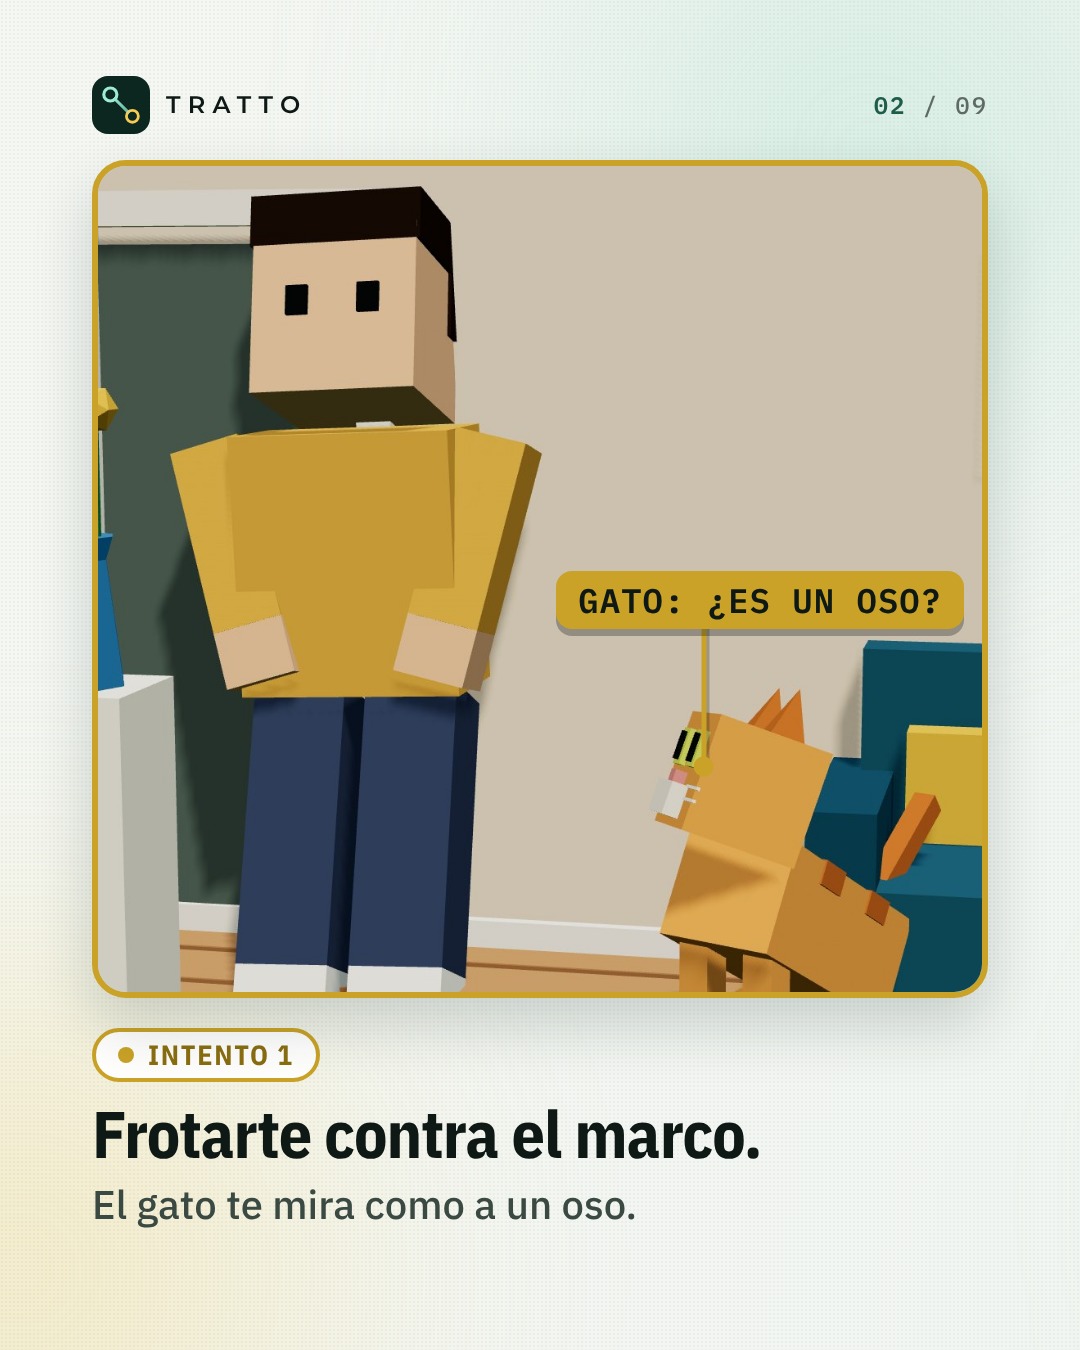 TRATTO
02 / 09
GATO: ¿ES UN OSO?
INTENTO 1
Frotarte contra el marco.
El gato te mira como a un oso.